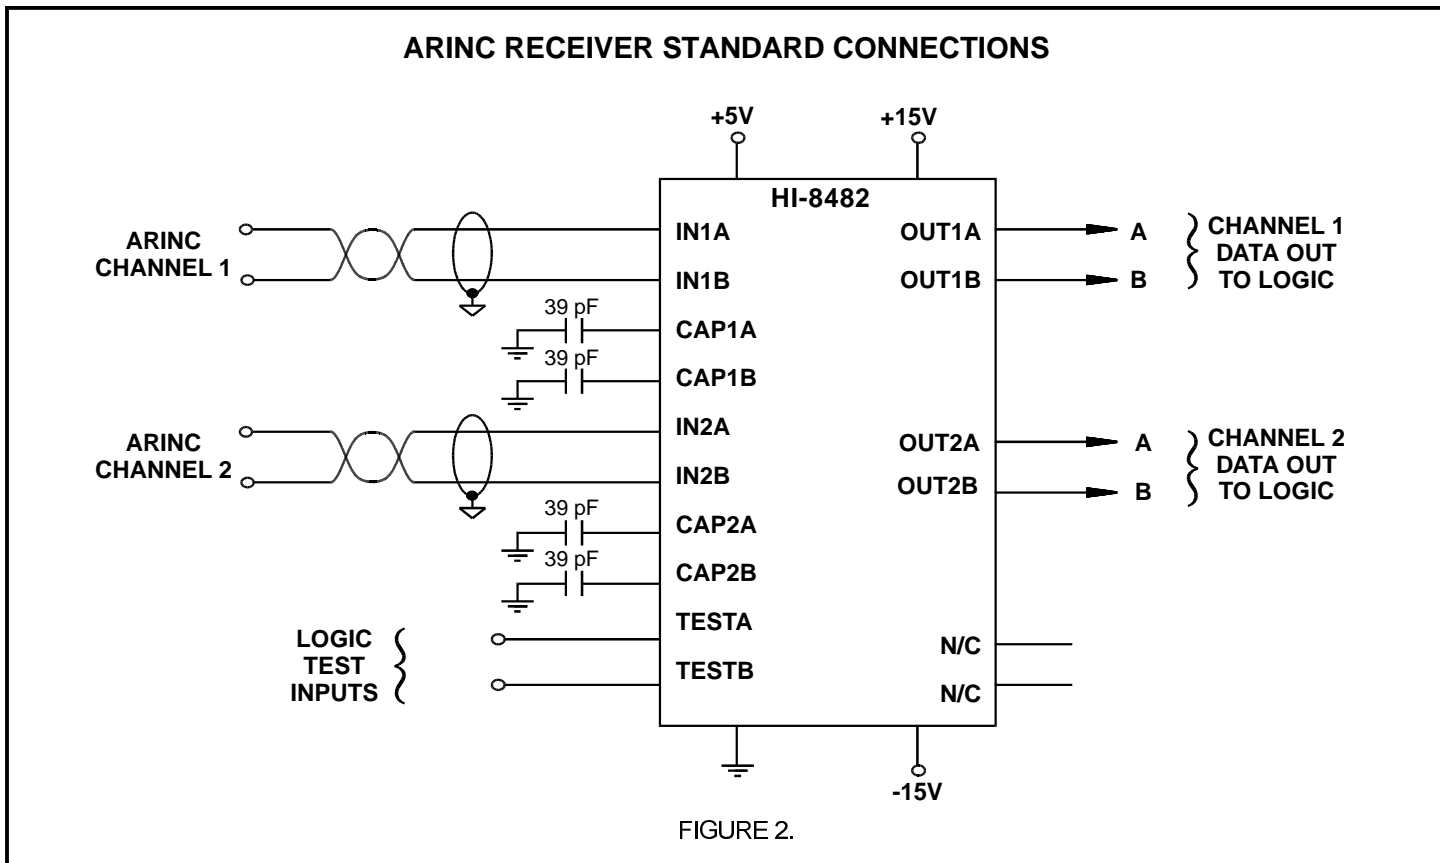 ARINC RECEIVER STANDARD CONNECTIONS
+5V
+15V
HI-8482
ARINC
CHANNEL 1
IN1A
IN1B
39 pF
CAP1A
39 pF
CAP1B
ARINC
CHANNEL 2
IN2A
IN2B
39 pF
CAP2A
39 pF
CAP2B
LOGIC
TEST
INPUTS
TESTA
TESTB
OUT1A
A
OUT1B
B
CHANNEL 1
DATA OUT
TO LOGIC
OUT2A
A
OUT2B
B
CHANNEL 2
DATA OUT
TO LOGIC
N/C
N/C
-15V
FIGURE 2.